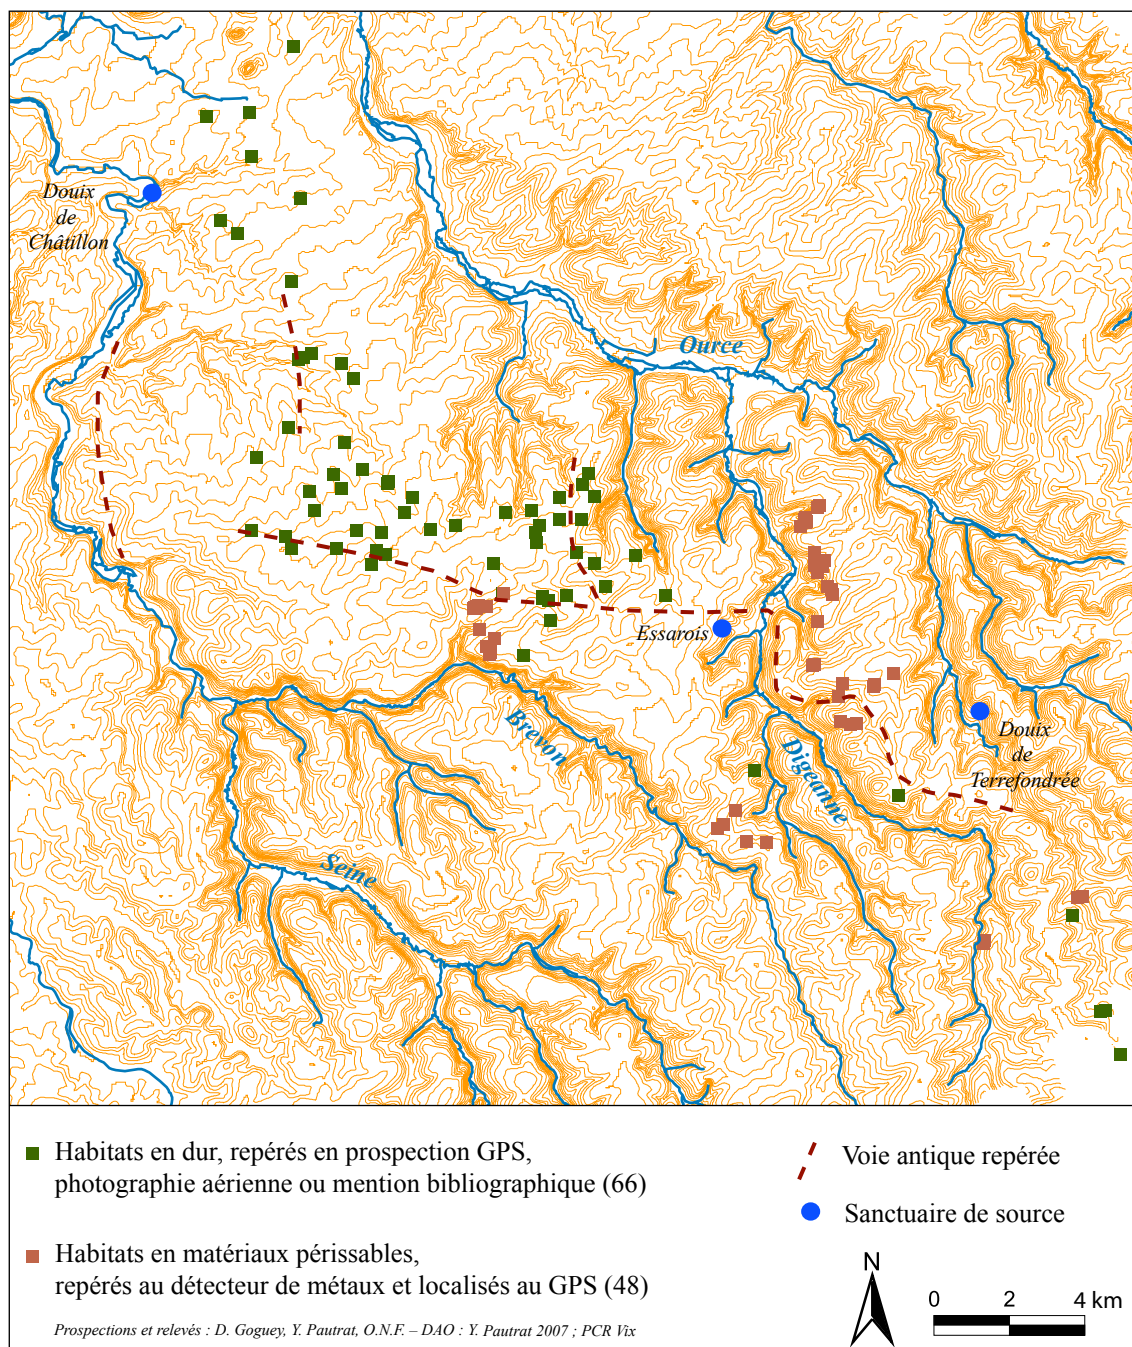 Douix
de
Châtillon
Ource
Essarois
Brevon
Digeanne
Douix
de
Terrefondrée
Seine
Habitats en dur, repérés en prospection GPS,
photographie aérienne ou mention bibliographique (66)
Habitats en matériaux périssables,
repérés au détecteur de métaux et localisés au GPS (48)
Prospections et relevés : D. Goguey, Y. Pautrat, O.N.F. – DAO : Y. Pautrat 2007 ; PCR Vix
Voie antique repérée
Sanctuaire de source
N
0 2 4 km